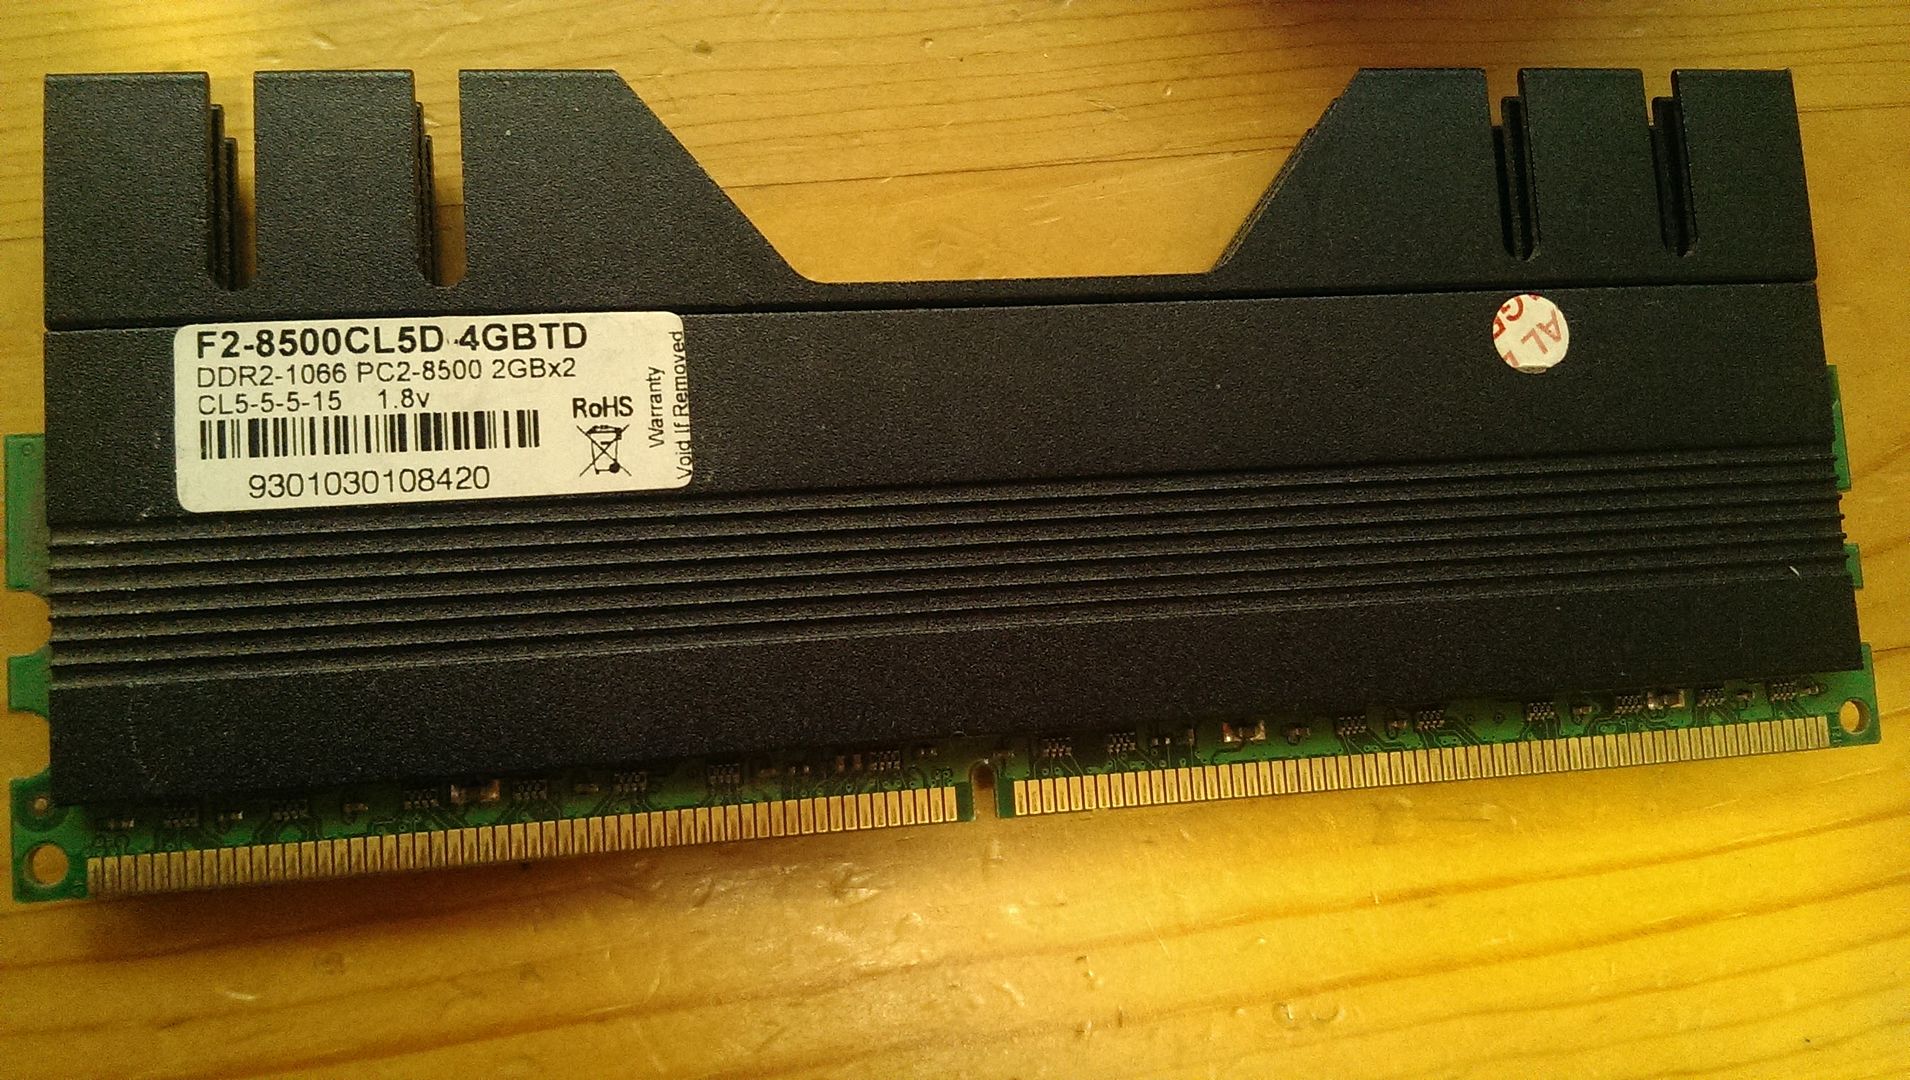 F2-8500CL5D-4GBTD
DDR2-1066 PC2-8500 2GBx2
CL5-5-5-15 1.8v
RoHS
9301030108420
Warranty
Void If Removed
AL